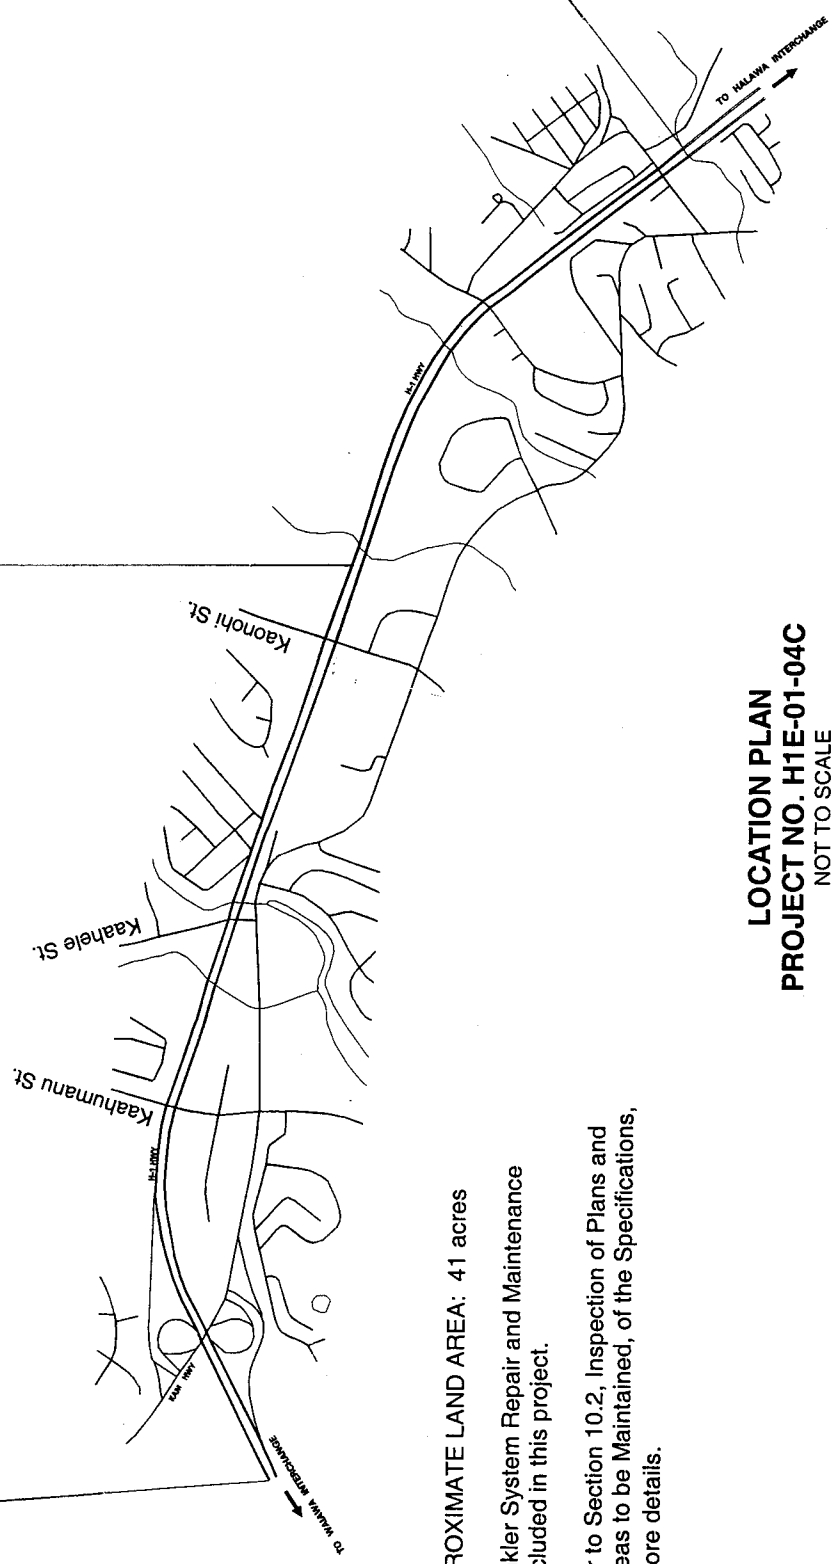 TO HALAWA INTERCHANGE
H-1 HWY
Kaonohi St.
Kaahele St.
Kaahumanu St.
H-1 HWY
KAM HWY
TO WAIAWA INTERCHANGE
ROXIMATE LAND AREA: 41 acres
kler System Repair and Maintenance
cluded in this project.
r to Section 10.2, Inspection of Plans and
eas to be Maintained, of the Specifications,
ore details.
LOCATION PLAN
PROJECT NO. H1E-01-04C
NOT TO SCALE